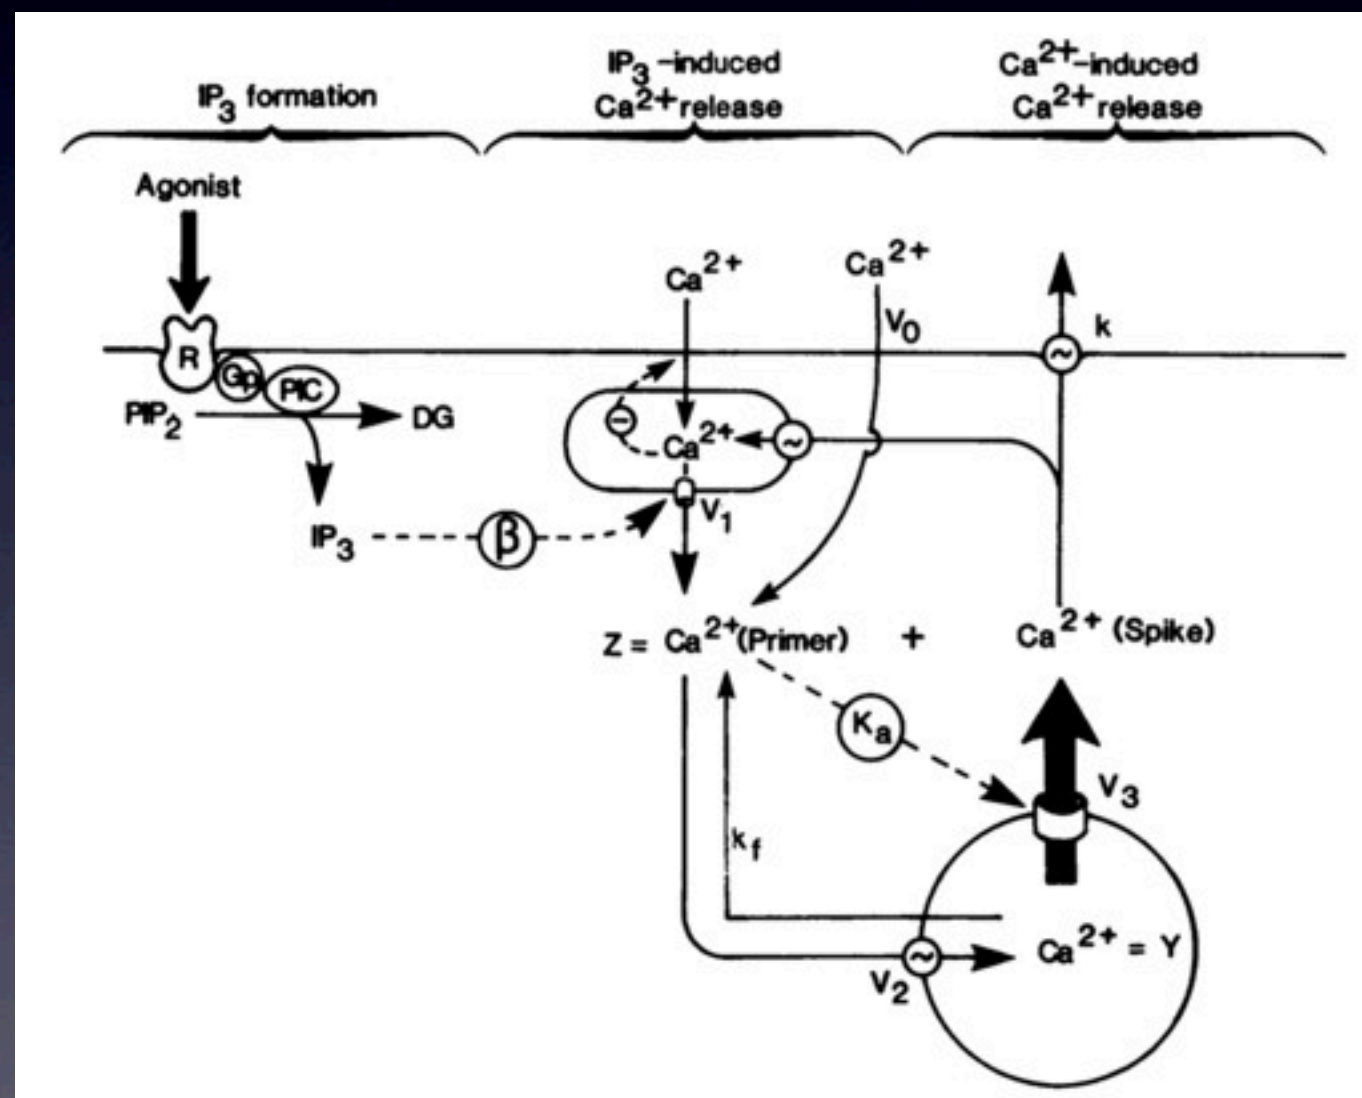 IP3 formation
IP3 -induced
Ca2+ release
Ca2+-induced
Ca2+ release
Agonist
Ca2+
Ca2+
V0
k
~
R
Gp
PIC
PIP2
DG
−
Ca2+
~
V1
IP3
β
Z = Ca2+ (Primer) + Ca2+ (Spike)
Ka
V3
kf
Ca2+ = Y
~
V2